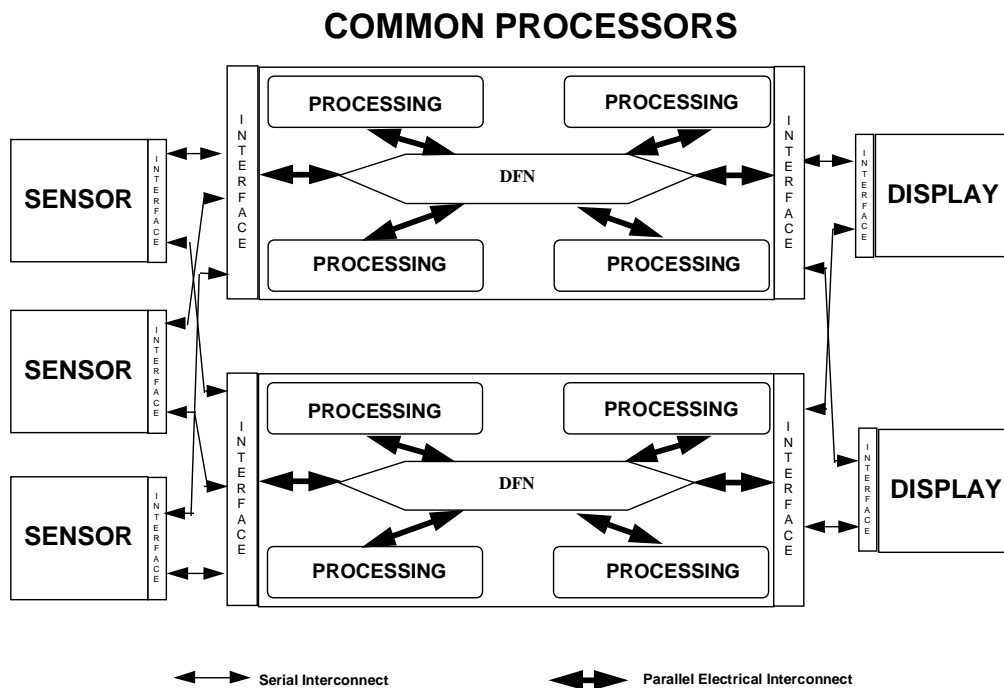 COMMON PROCESSORS
PROCESSING
PROCESSING
INTERFACE
INTERFACE
SENSOR
INTERFACE
DFN
INTERFACE
DISPLAY
PROCESSING
PROCESSING
SENSOR
INTERFACE
PROCESSING
PROCESSING
INTERFACE
INTERFACE
SENSOR
INTERFACE
DFN
INTERFACE
DISPLAY
PROCESSING
PROCESSING
Serial Interconnect
Parallel Electrical Interconnect